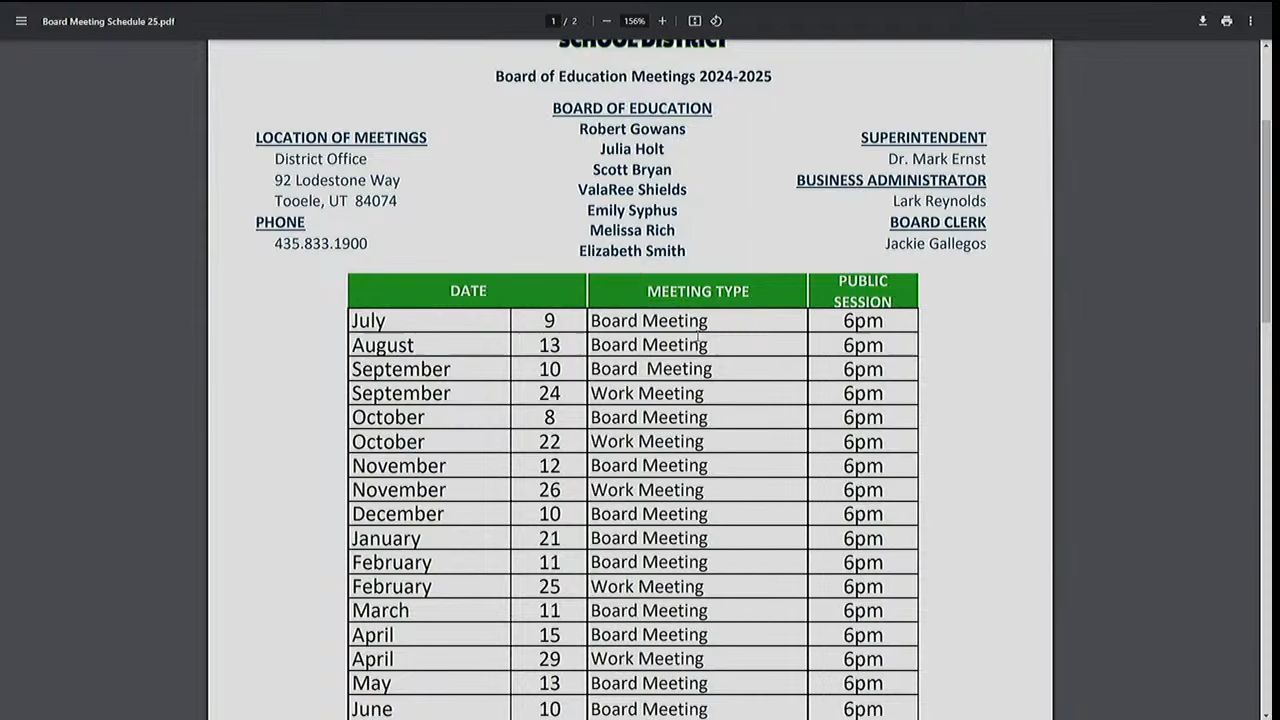 Board Meeting Schedule 25.pdf
1 / 2
156%
SCHOOL DISTRICT
Board of Education Meetings 2024-2025
LOCATION OF MEETINGS
District Office
92 Lodestone Way
Tooele, UT 84074
PHONE
435.833.1900
BOARD OF EDUCATION
Robert Gowans
Julia Holt
Scott Bryan
ValaRee Shields
Emily Syphus
Melissa Rich
Elizabeth Smith
SUPERINTENDENT
Dr. Mark Ernst
BUSINESS ADMINISTRATOR
Lark Reynolds
BOARD CLERK
Jackie Gallegos
DATE MEETING TYPE PUBLIC SESSION
July 9 Board Meeting 6pm
August 13 Board Meeting 6pm
September 10 Board Meeting 6pm
September 24 Work Meeting 6pm
October 8 Board Meeting 6pm
October 22 Work Meeting 6pm
November 12 Board Meeting 6pm
November 26 Work Meeting 6pm
December 10 Board Meeting 6pm
January 21 Board Meeting 6pm
February 11 Board Meeting 6pm
February 25 Work Meeting 6pm
March 11 Board Meeting 6pm
April 15 Board Meeting 6pm
April 29 Work Meeting 6pm
May 13 Board Meeting 6pm
June 10 Board Meeting 6pm